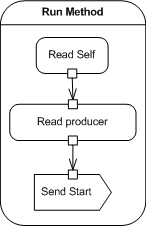 Run Method
Read Self
Read producer
Send Start